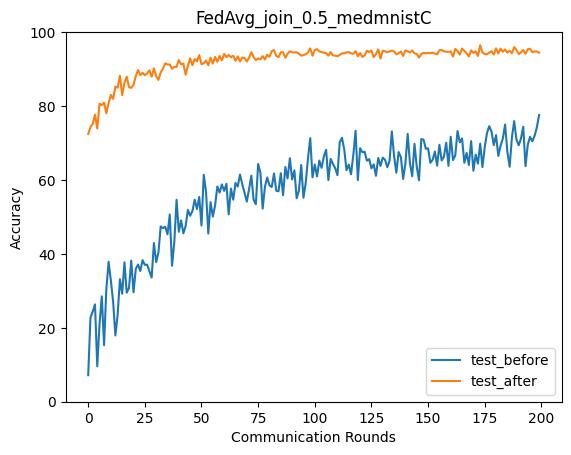 FedAvg_join_0.5_medmnistC
100
80
60
40
20
0
Accuracy
0 25 50 75 100 125 150 175 200
Communication Rounds
test_before
test_after